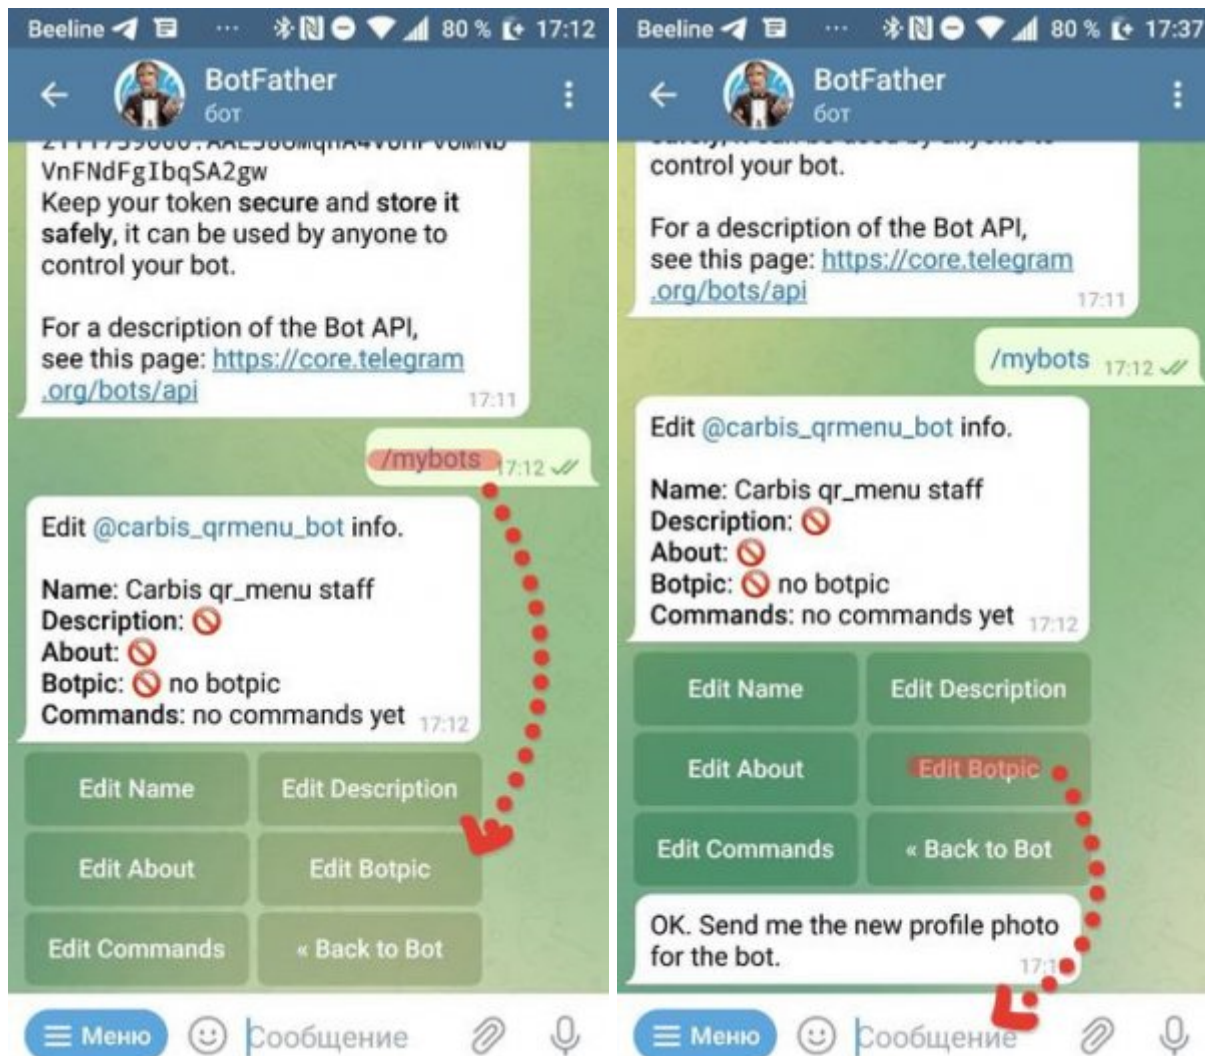 Beeline ... 80 % 17:12
BotFather
бот
VnFNdFgIbqSA2gw
Keep your token secure and store it
safely, it can be used by anyone to
control your bot.
For a description of the Bot API,
see this page: https://core.telegram
.org/bots/api
17:11
/mybots 17:12
Edit @carbis_qrmenu_bot info.
Name: Carbis qr_menu staff
Description:
About:
Botpic: no botpic
Commands: no commands yet 17:12
Edit Name
Edit Description
Edit About
Edit Botpic
Edit Commands
« Back to Bot
Меню
Сообщение
Beeline ... 80 % 17:37
BotFather
бот
control your bot.
For a description of the Bot API,
see this page: https://core.telegram
.org/bots/api
17:11
/mybots 17:12
Edit @carbis_qrmenu_bot info.
Name: Carbis qr_menu staff
Description:
About:
Botpic: no botpic
Commands: no commands yet 17:12
Edit Name
Edit Description
Edit About
Edit Botpic
Edit Commands
« Back to Bot
OK. Send me the new profile photo
for the bot.
Меню
Сообщение